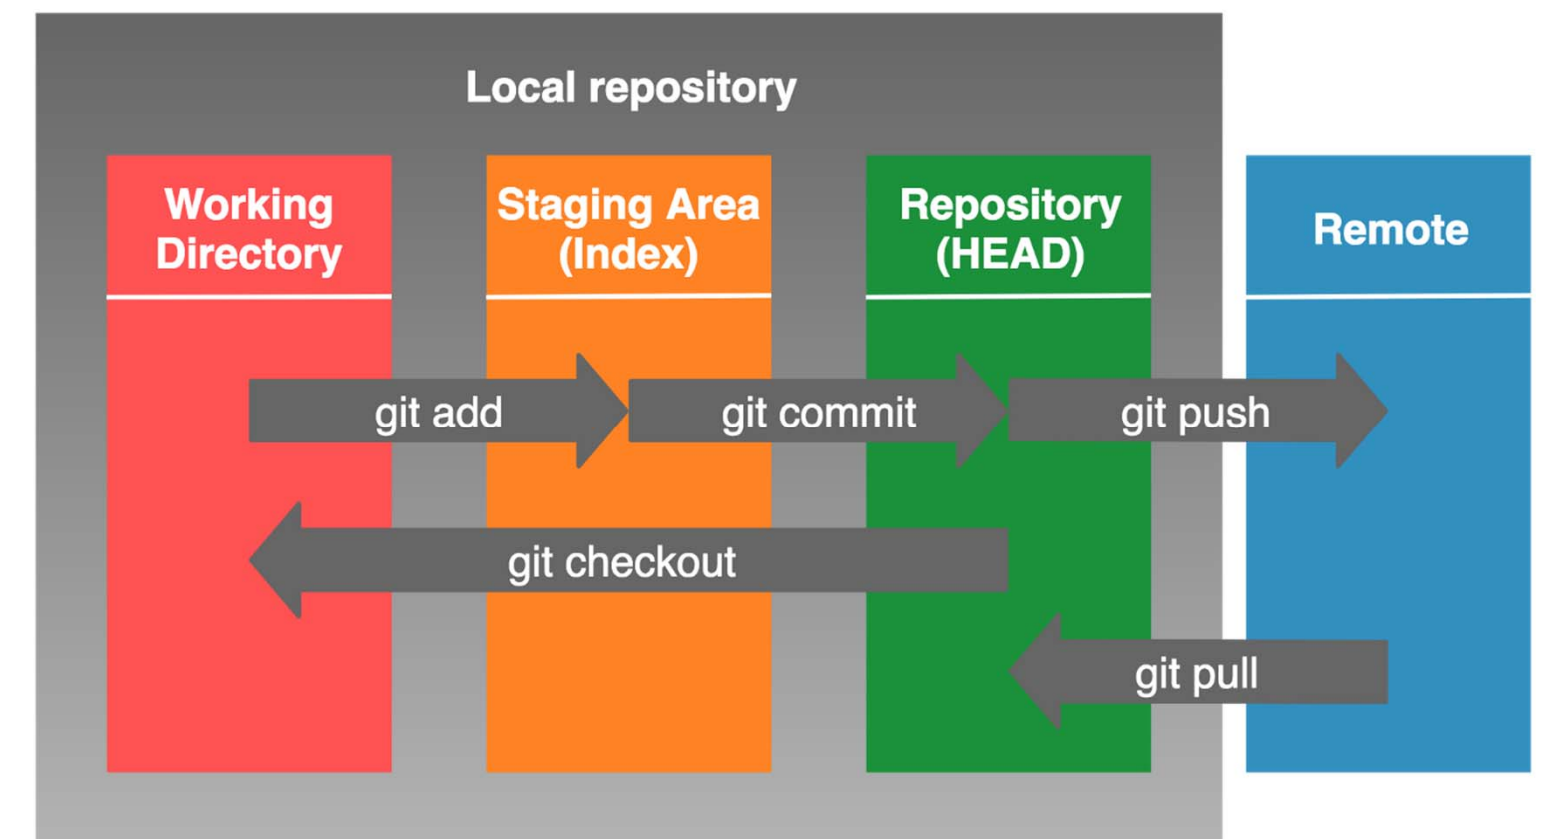 Local repository
Working
Directory
Staging Area
(Index)
Repository
(HEAD)
Remote
git add
git commit
git push
git checkout
git pull